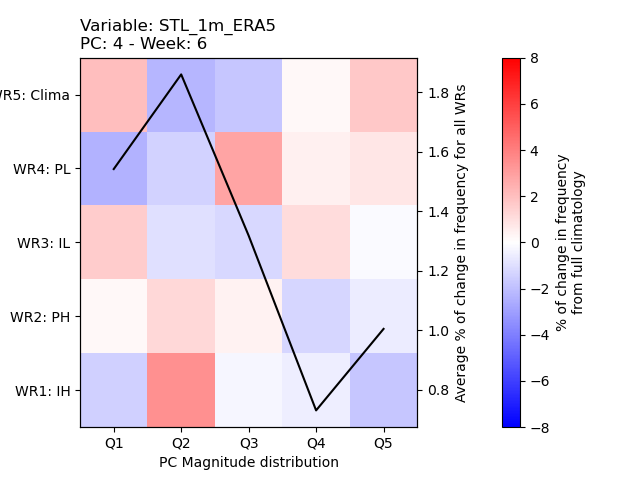 Variable: STL_1m_ERA5
PC: 4 - Week: 6
WR5: Clima
WR4: PL
WR3: IL
WR2: PH
WR1: IH
Q1 Q2 Q3 Q4 Q5
PC Magnitude distribution
1.8
1.6
1.4
1.2
1.0
0.8
Average % of change in frequency for all WRs
8
6
4
2
0
−2
−4
−6
−8
% of change in frequency
from full climatology